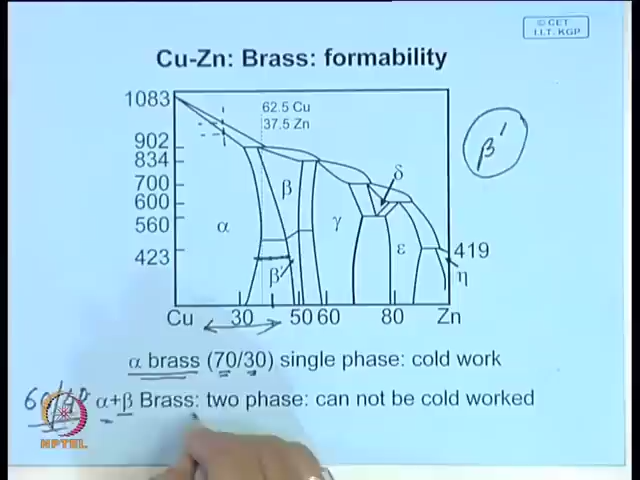 © CET
I.I.T. KGP
Cu-Zn: Brass: formability
1083
62.5 Cu
37.5 Zn
902
834
700
600
560
423
α
β
β'
γ
δ
ε
419
η
β'
Cu
30
50
60
80
Zn
α brass (70/30) single phase: cold work
60/40 α+β Brass: two phase: can not be cold worked
NPTEL